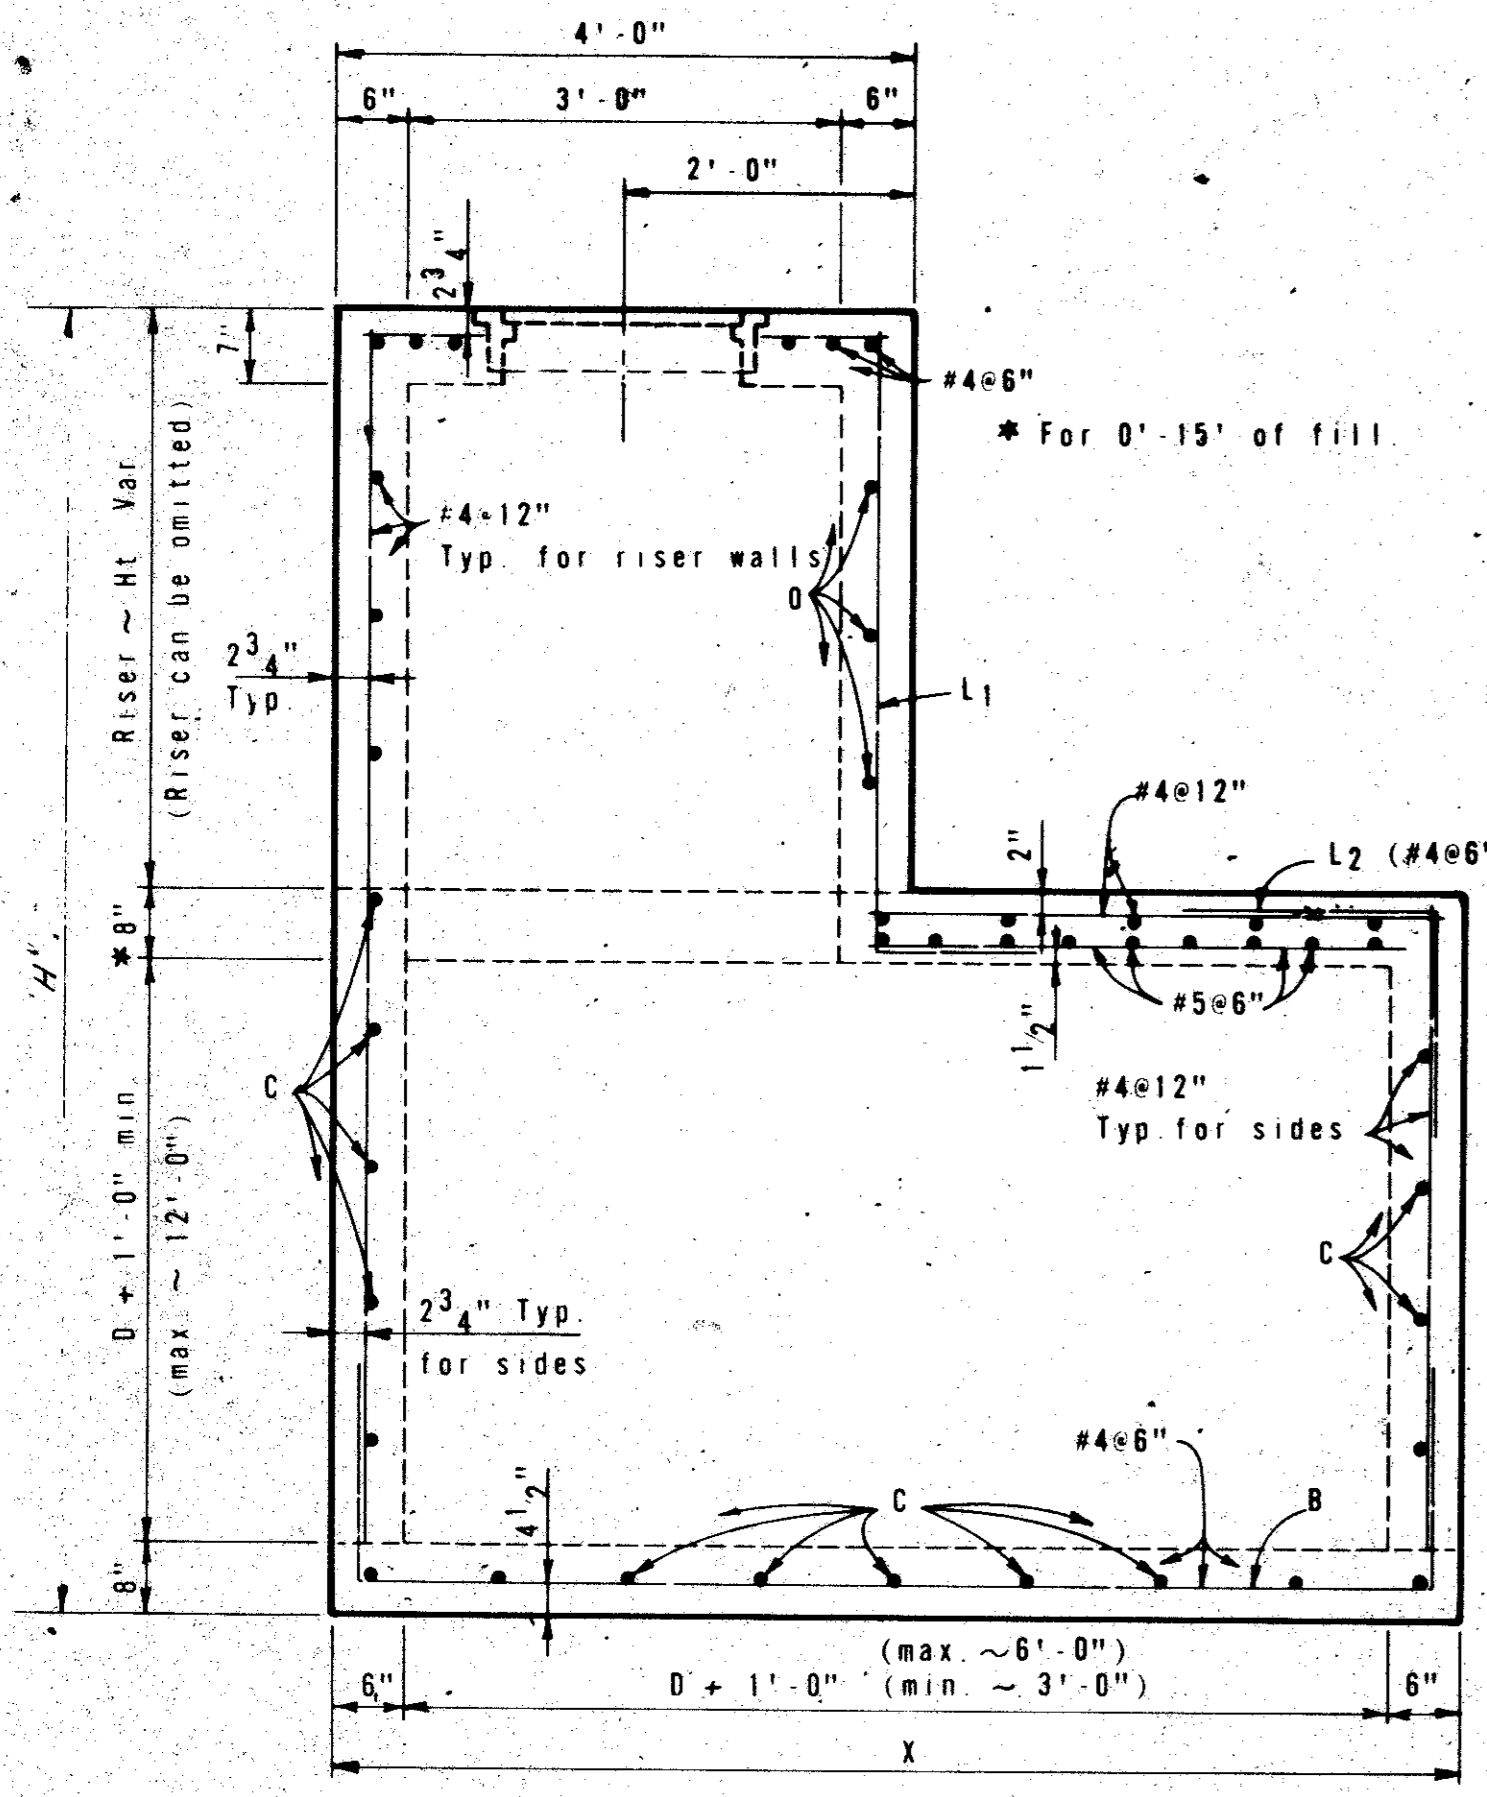 4'-0"
6" 3'-0" 6"
2'-0"
2 3/4"
7"
#4@6"
* For 0'-15' of fill.
Riser ~ Ht Var.
(Riser can be omitted)
#4@12"
Typ. for riser walls
O
2 3/4"
Typ.
L1
#4@12"
2"
L2 (#4@6"
*8"
"H"
#5@6"
1 1/2"
C
#4@12"
Typ. for sides
D + 1'-0" min.
(max. ~ 12'-0")
C
2 3/4" Typ.
for sides
#4@6"
4 1/2"
C
B
8"
(max. ~6'-0")
6" D + 1'-0" (min. ~ 3'-0") 6"
X